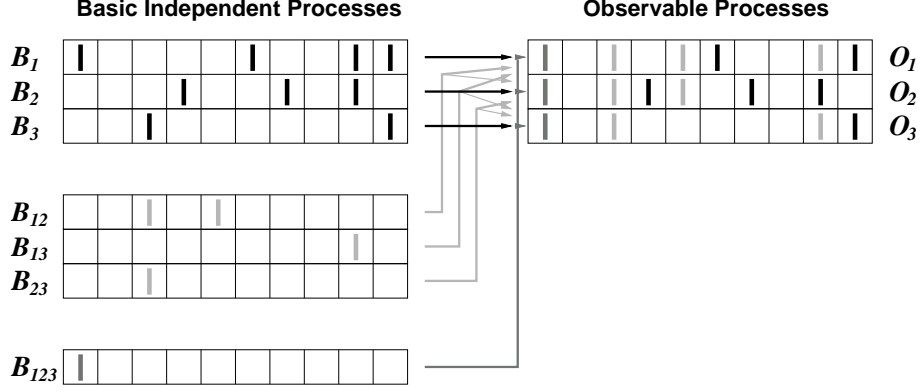 Basic Independent Processes
Observable Processes
B1
O1
B2
O2
B3
O3
B12
B13
B23
B123